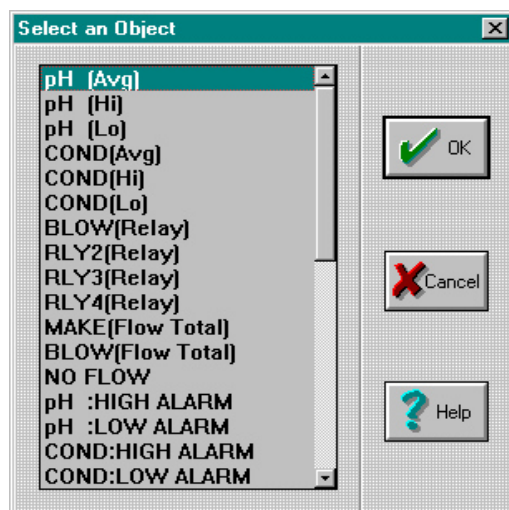 Select an Object
pH (Avg)
pH (Hi)
pH (Lo)
COND(Avg)
COND(Hi)
COND(Lo)
BLOW(Relay)
RLY2(Relay)
RLY3(Relay)
RLY4(Relay)
MAKE(Flow Total)
BLOW(Flow Total)
NO FLOW
pH :HIGH ALARM
pH :LOW ALARM
COND:HIGH ALARM
COND:LOW ALARM
OK
Cancel
Help